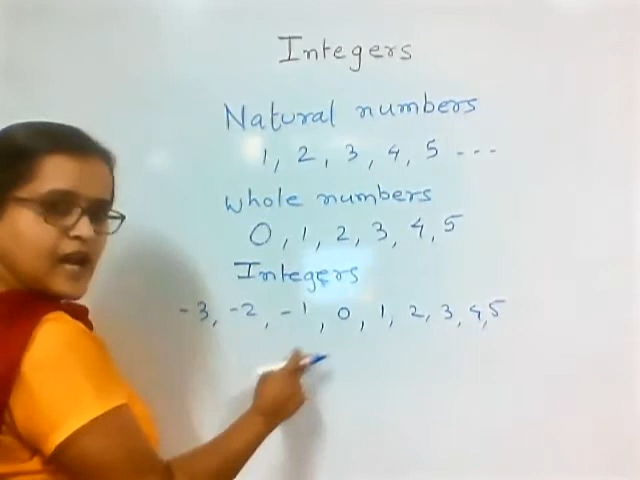 Integers
Natural numbers
1, 2, 3, 4, 5 ---
whole numbers
0, 1, 2, 3, 4, 5
Integers
-3, -2, -1, 0, 1, 2, 3, 4, 5